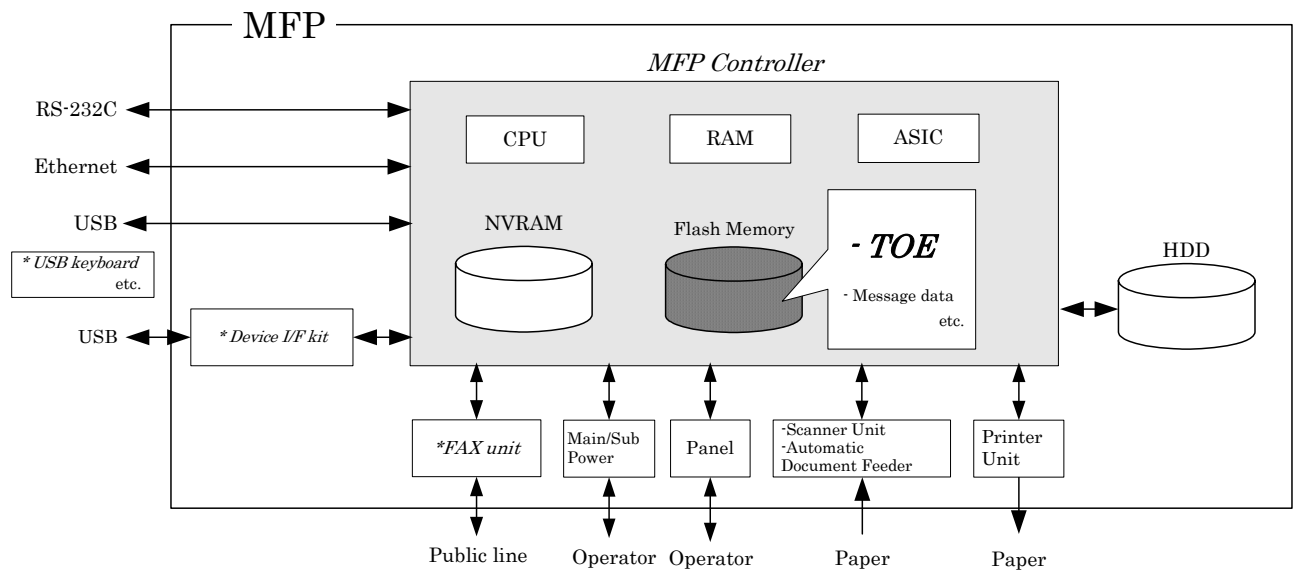 MFP
MFP Controller
RS-232C
CPU
RAM
ASIC
Ethernet
USB
NVRAM
Flash Memory
- TOE
HDD
* USB keyboard
etc.
- Message data
etc.
USB
* Device I/F kit
*FAX unit
Main/Sub
Power
Panel
-Scanner Unit
-Automatic
Document Feeder
Printer
Unit
Public line
Operator
Operator
Paper
Paper